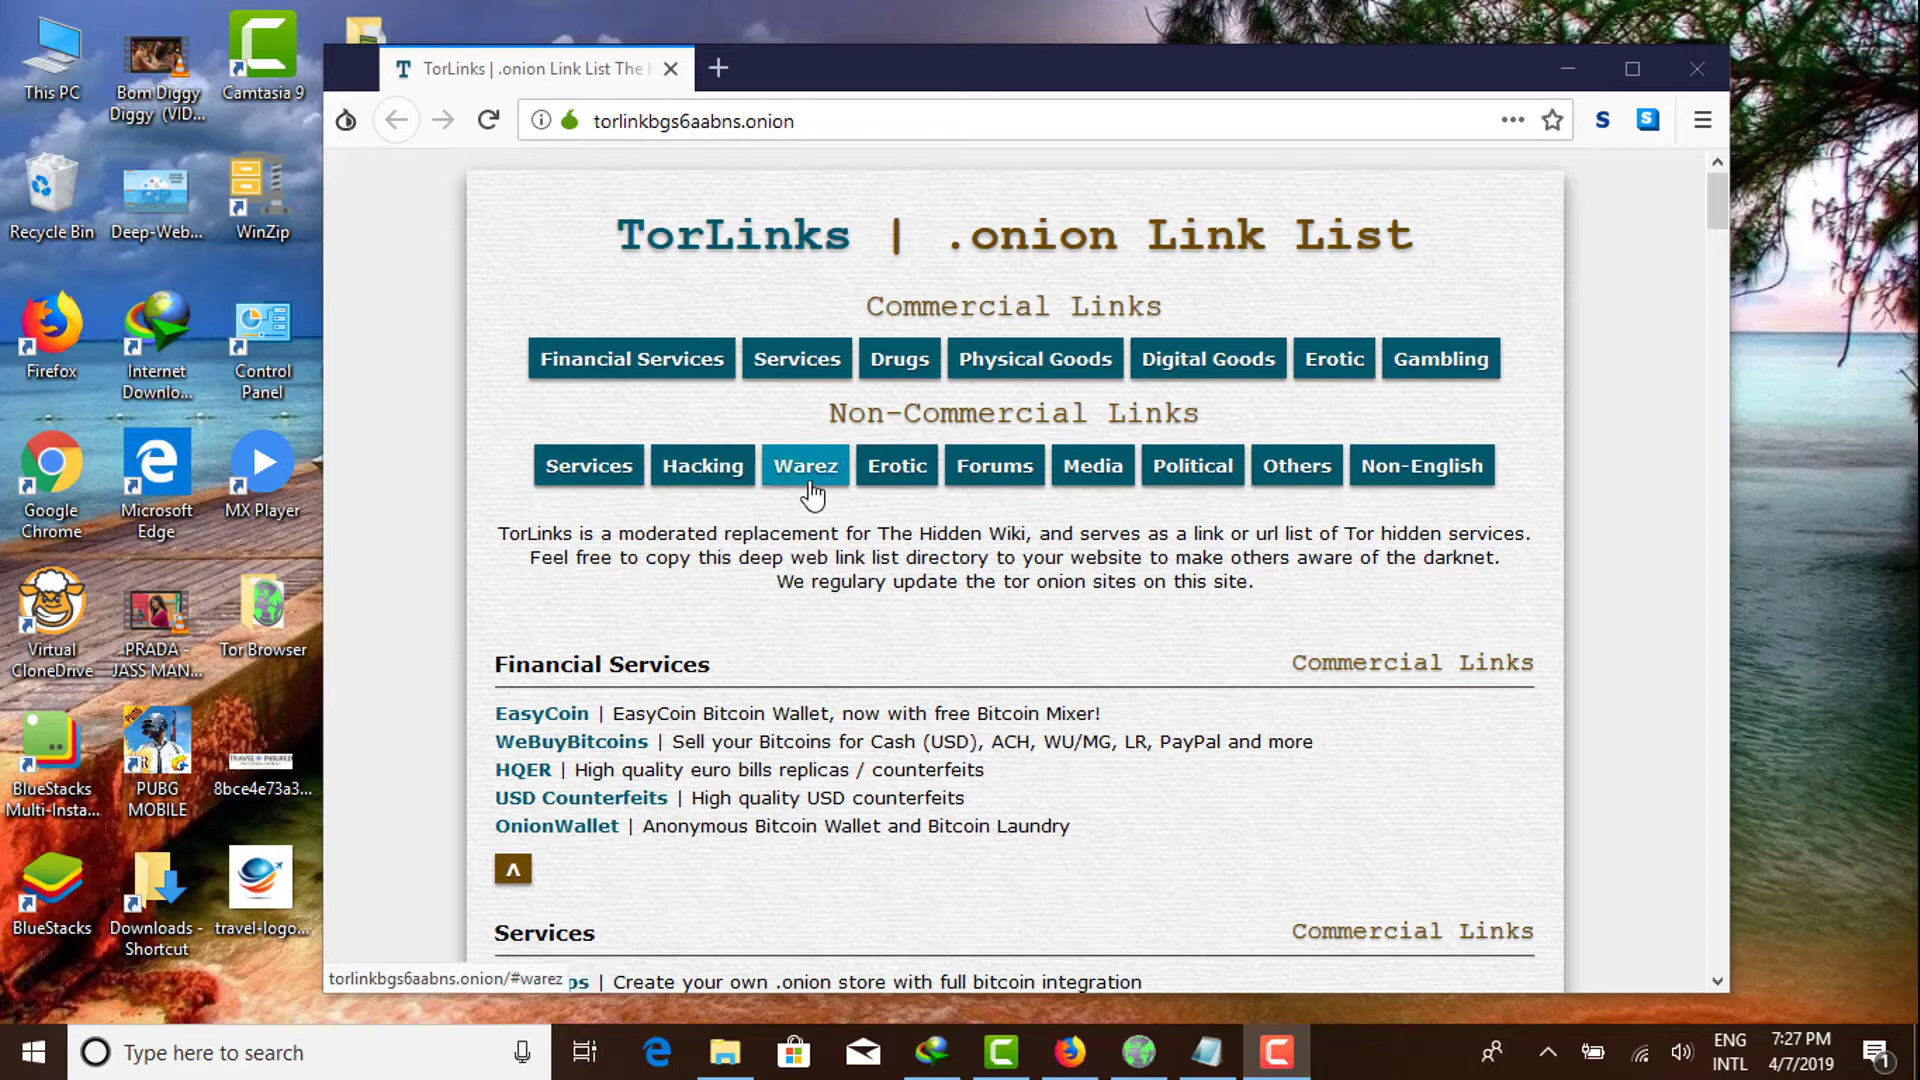 This PC
Bom Diggy
Diggy (VID...
Camtasia 9
Recycle Bin
Deep-Web...
WinZip
Firefox
Internet
Downlo...
Control
Panel
Google
Chrome
Microsoft
Edge
MX Player
Virtual
CloneDrive
PRADA -
JASS MAN...
Tor Browser
BlueStacks
Multi-Insta...
PUBG
MOBILE
8bce4e73a3...
BlueStacks
Downloads -
Shortcut
travel-logo...
TorLinks | .onion Link List The
torlinkbgs6aabns.onion
TorLinks | .onion Link List
Commercial Links
Financial Services Services Drugs Physical Goods Digital Goods Erotic Gambling
Non-Commercial Links
Services Hacking Warez Erotic Forums Media Political Others Non-English
TorLinks is a moderated replacement for The Hidden Wiki, and serves as a link or url list of Tor hidden services.
Feel free to copy this deep web link list directory to your website to make others aware of the darknet.
We regulary update the tor onion sites on this site.
Financial Services Commercial Links
EasyCoin | EasyCoin Bitcoin Wallet, now with free Bitcoin Mixer!
WeBuyBitcoins | Sell your Bitcoins for Cash (USD), ACH, WU/MG, LR, PayPal and more
HQER | High quality euro bills replicas / counterfeits
USD Counterfeits | High quality USD counterfeits
OnionWallet | Anonymous Bitcoin Wallet and Bitcoin Laundry
Services Commercial Links
ps | Create your own .onion store with full bitcoin integration
torlinkbgs6aabns.onion/#warez
Type here to search
ENG
INTL
7:27 PM
4/7/2019
1